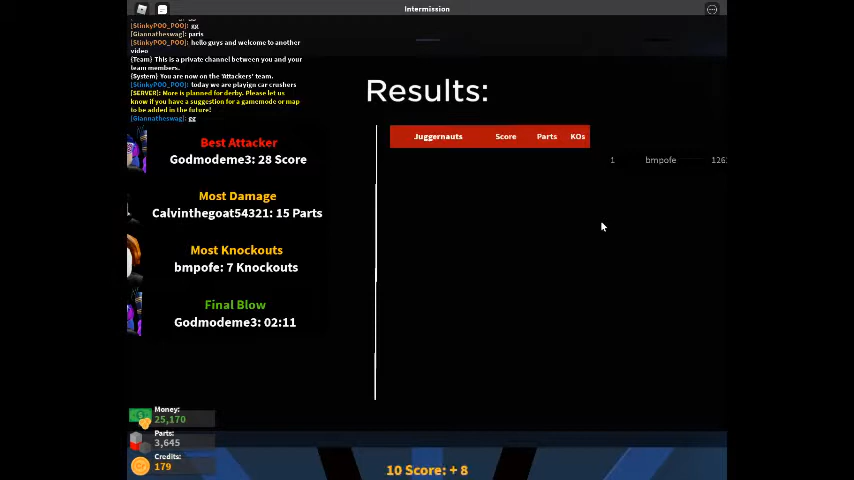 Intermission
[StinkyPOO_POO]: gg
[Giannatheswag]: paris
[StinkyPOO_POO]: hello guys and welcome to another
video
{Team} This is a private channel between you and your
team members.
{System} You are now on the 'Attackers' team.
[StinkyPOO_POO]: today we are playign car crushers
[SERVER]: More is planned for derby. Please let us
know if you have a suggestion for a gamemode or map
to be added in the future!
[Giannatheswag]: gg
Results:
Best Attacker
Godmodeme3: 28 Score
Most Damage
Calvinthegoat54321: 15 Parts
Most Knockouts
bmpofe: 7 Knockouts
Final Blow
Godmodeme3: 02:11
Juggernauts Score Parts KOs
1 bmpofe 126
Money:
25,170
Parts:
3,645
Credits:
179
10 Score: + 8